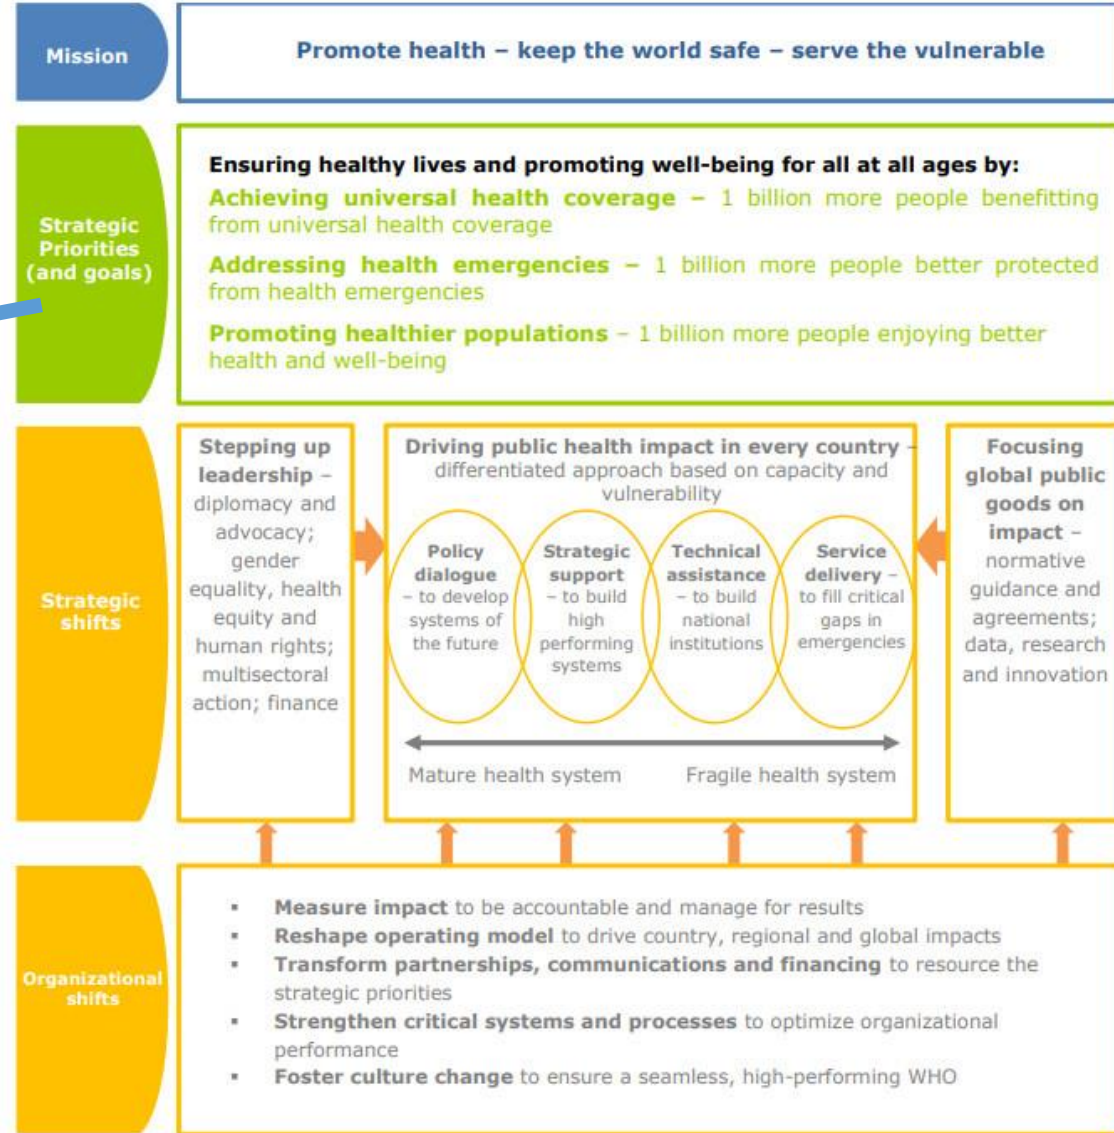 Mission
Promote health – keep the world safe – serve the vulnerable
Strategic
Priorities
(and goals)
Ensuring healthy lives and promoting well-being for all at all ages by:
Achieving universal health coverage – 1 billion more people benefitting
from universal health coverage
Addressing health emergencies – 1 billion more people better protected
from health emergencies
Promoting healthier populations – 1 billion more people enjoying better
health and well-being
Strategic
shifts
Stepping up
leadership –
diplomacy and
advocacy;
gender
equality, health
equity and
human rights;
multisectoral
action; finance
Driving public health impact in every country –
differentiated approach based on capacity and
vulnerability
Policy
dialogue
– to develop
systems of
the future
Strategic
support
– to build
high
performing
systems
Technical
assistance
– to build
national
institutions
Service
delivery –
to fill critical
gaps in
emergencies
Mature health system
Fragile health system
Focusing
global public
goods on
impact –
normative
guidance and
agreements;
data, research
and innovation
Organizational
shifts
▪ Measure impact to be accountable and manage for results
▪ Reshape operating model to drive country, regional and global impacts
▪ Transform partnerships, communications and financing to resource the
strategic priorities
▪ Strengthen critical systems and processes to optimize organizational
performance
▪ Foster culture change to ensure a seamless, high-performing WHO